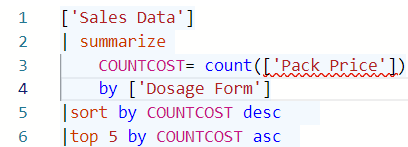 1 ['Sales Data']
2 | summarize
3 COUNTCOST= count(['Pack Price'])
4 by ['Dosage Form']
5 |sort by COUNTCOST desc
6 |top 5 by COUNTCOST asc